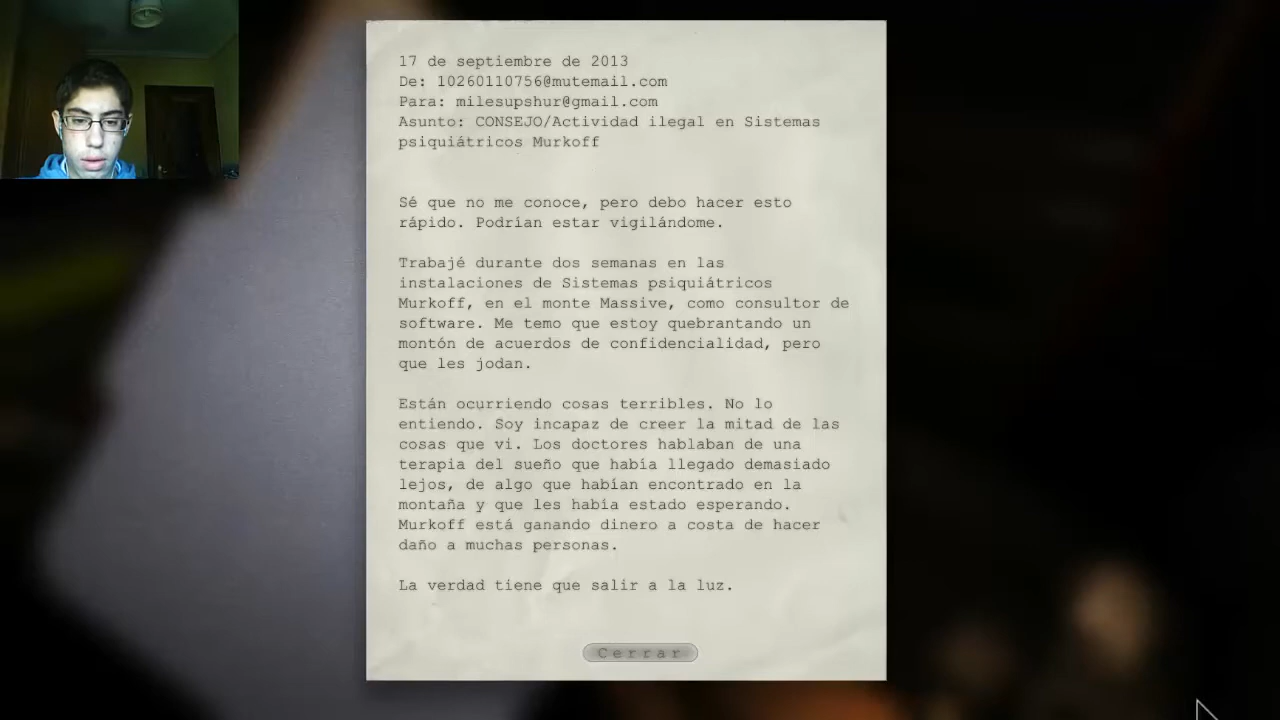 17 de septiembre de 2013
De: 10260110756@mutemail.com
Para: milesupshur@gmail.com
Asunto: CONSEJO/Actividad ilegal en Sistemas
psiquiátricos Murkoff
Sé que no me conoce, pero debo hacer esto
rápido. Podrían estar vigilándome.
Trabajé durante dos semanas en las
instalaciones de Sistemas psiquiátricos
Murkoff, en el monte Massive, como consultor de
software. Me temo que estoy quebrantando un
montón de acuerdos de confidencialidad, pero
que les jodan.
Están ocurriendo cosas terribles. No lo
entiendo. Soy incapaz de creer la mitad de las
cosas que vi. Los doctores hablaban de una
terapia del sueño que había llegado demasiado
lejos, de algo que habían encontrado en la
montaña y que les había estado esperando.
Murkoff está ganando dinero a costa de hacer
daño a muchas personas.
La verdad tiene que salir a la luz.
Cerrar